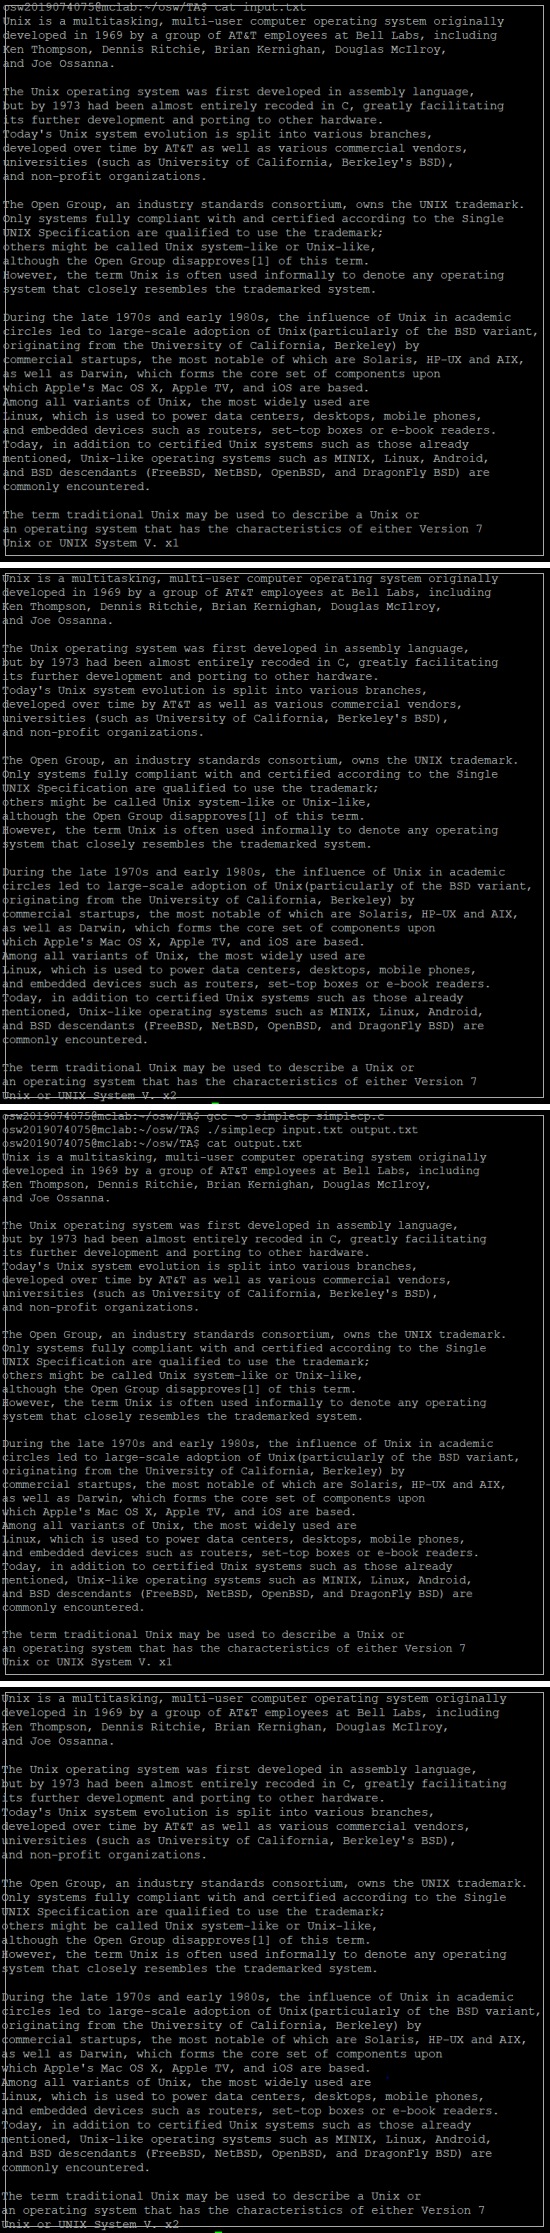 osw2019074075@mclab:~/osw/TA$ cat input.txt
Unix is a multitasking, multi-user computer operating system originally
developed in 1969 by a group of AT&T employees at Bell Labs, including
Ken Thompson, Dennis Ritchie, Brian Kernighan, Douglas McIlroy,
and Joe Ossanna.
The Unix operating system was first developed in assembly language,
but by 1973 had been almost entirely recoded in C, greatly facilitating
its further development and porting to other hardware.
Today's Unix system evolution is split into various branches,
developed over time by AT&T as well as various commercial vendors,
universities (such as University of California, Berkeley's BSD),
and non-profit organizations.
The Open Group, an industry standards consortium, owns the UNIX trademark.
Only systems fully compliant with and certified according to the Single
UNIX Specification are qualified to use the trademark;
others might be called Unix system-like or Unix-like,
although the Open Group disapproves[1] of this term.
However, the term Unix is often used informally to denote any operating
system that closely resembles the trademarked system.
During the late 1970s and early 1980s, the influence of Unix in academic
circles led to large-scale adoption of Unix(particularly of the BSD variant,
originating from the University of California, Berkeley) by
commercial startups, the most notable of which are Solaris, HP-UX and AIX,
as well as Darwin, which forms the core set of components upon
which Apple's Mac OS X, Apple TV, and iOS are based.
Among all variants of Unix, the most widely used are
Linux, which is used to power data centers, desktops, mobile phones,
and embedded devices such as routers, set-top boxes or e-book readers.
Today, in addition to certified Unix systems such as those already
mentioned, Unix-like operating systems such as MINIX, Linux, Android,
and BSD descendants (FreeBSD, NetBSD, OpenBSD, and DragonFly BSD) are
commonly encountered.
The term traditional Unix may be used to describe a Unix or
an operating system that has the characteristics of either Version 7
Unix or UNIX System V. x1
Unix is a multitasking, multi-user computer operating system originally
developed in 1969 by a group of AT&T employees at Bell Labs, including
Ken Thompson, Dennis Ritchie, Brian Kernighan, Douglas McIlroy,
and Joe Ossanna.
The Unix operating system was first developed in assembly language,
but by 1973 had been almost entirely recoded in C, greatly facilitating
its further development and porting to other hardware.
Today's Unix system evolution is split into various branches,
developed over time by AT&T as well as various commercial vendors,
universities (such as University of California, Berkeley's BSD),
and non-profit organizations.
The Open Group, an industry standards consortium, owns the UNIX trademark.
Only systems fully compliant with and certified according to the Single
UNIX Specification are qualified to use the trademark;
others might be called Unix system-like or Unix-like,
although the Open Group disapproves[1] of this term.
However, the term Unix is often used informally to denote any operating
system that closely resembles the trademarked system.
During the late 1970s and early 1980s, the influence of Unix in academic
circles led to large-scale adoption of Unix(particularly of the BSD variant,
originating from the University of California, Berkeley) by
commercial startups, the most notable of which are Solaris, HP-UX and AIX,
as well as Darwin, which forms the core set of components upon
which Apple's Mac OS X, Apple TV, and iOS are based.
Among all variants of Unix, the most widely used are
Linux, which is used to power data centers, desktops, mobile phones,
and embedded devices such as routers, set-top boxes or e-book readers.
Today, in addition to certified Unix systems such as those already
mentioned, Unix-like operating systems such as MINIX, Linux, Android,
and BSD descendants (FreeBSD, NetBSD, OpenBSD, and DragonFly BSD) are
commonly encountered.
The term traditional Unix may be used to describe a Unix or
an operating system that has the characteristics of either Version 7
Unix or UNIX System V. x2
osw2019074075@mclab:~/osw/TA$ gcc -o simplecp simplecp.c
osw2019074075@mclab:~/osw/TA$ ./simplecp input.txt output.txt
osw2019074075@mclab:~/osw/TA$ cat output.txt
Unix is a multitasking, multi-user computer operating system originally
developed in 1969 by a group of AT&T employees at Bell Labs, including
Ken Thompson, Dennis Ritchie, Brian Kernighan, Douglas McIlroy,
and Joe Ossanna.
The Unix operating system was first developed in assembly language,
but by 1973 had been almost entirely recoded in C, greatly facilitating
its further development and porting to other hardware.
Today's Unix system evolution is split into various branches,
developed over time by AT&T as well as various commercial vendors,
universities (such as University of California, Berkeley's BSD),
and non-profit organizations.
The Open Group, an industry standards consortium, owns the UNIX trademark.
Only systems fully compliant with and certified according to the Single
UNIX Specification are qualified to use the trademark;
others might be called Unix system-like or Unix-like,
although the Open Group disapproves[1] of this term.
However, the term Unix is often used informally to denote any operating
system that closely resembles the trademarked system.
During the late 1970s and early 1980s, the influence of Unix in academic
circles led to large-scale adoption of Unix(particularly of the BSD variant,
originating from the University of California, Berkeley) by
commercial startups, the most notable of which are Solaris, HP-UX and AIX,
as well as Darwin, which forms the core set of components upon
which Apple's Mac OS X, Apple TV, and iOS are based.
Among all variants of Unix, the most widely used are
Linux, which is used to power data centers, desktops, mobile phones,
and embedded devices such as routers, set-top boxes or e-book readers.
Today, in addition to certified Unix systems such as those already
mentioned, Unix-like operating systems such as MINIX, Linux, Android,
and BSD descendants (FreeBSD, NetBSD, OpenBSD, and DragonFly BSD) are
commonly encountered.
The term traditional Unix may be used to describe a Unix or
an operating system that has the characteristics of either Version 7
Unix or UNIX System V. x1
Unix is a multitasking, multi-user computer operating system originally
developed in 1969 by a group of AT&T employees at Bell Labs, including
Ken Thompson, Dennis Ritchie, Brian Kernighan, Douglas McIlroy,
and Joe Ossanna.
The Unix operating system was first developed in assembly language,
but by 1973 had been almost entirely recoded in C, greatly facilitating
its further development and porting to other hardware.
Today's Unix system evolution is split into various branches,
developed over time by AT&T as well as various commercial vendors,
universities (such as University of California, Berkeley's BSD),
and non-profit organizations.
The Open Group, an industry standards consortium, owns the UNIX trademark.
Only systems fully compliant with and certified according to the Single
UNIX Specification are qualified to use the trademark;
others might be called Unix system-like or Unix-like,
although the Open Group disapproves[1] of this term.
However, the term Unix is often used informally to denote any operating
system that closely resembles the trademarked system.
During the late 1970s and early 1980s, the influence of Unix in academic
circles led to large-scale adoption of Unix(particularly of the BSD variant,
originating from the University of California, Berkeley) by
commercial startups, the most notable of which are Solaris, HP-UX and AIX,
as well as Darwin, which forms the core set of components upon
which Apple's Mac OS X, Apple TV, and iOS are based.
Among all variants of Unix, the most widely used are
Linux, which is used to power data centers, desktops, mobile phones,
and embedded devices such as routers, set-top boxes or e-book readers.
Today, in addition to certified Unix systems such as those already
mentioned, Unix-like operating systems such as MINIX, Linux, Android,
and BSD descendants (FreeBSD, NetBSD, OpenBSD, and DragonFly BSD) are
commonly encountered.
The term traditional Unix may be used to describe a Unix or
an operating system that has the characteristics of either Version 7
Unix or UNIX System V. x2